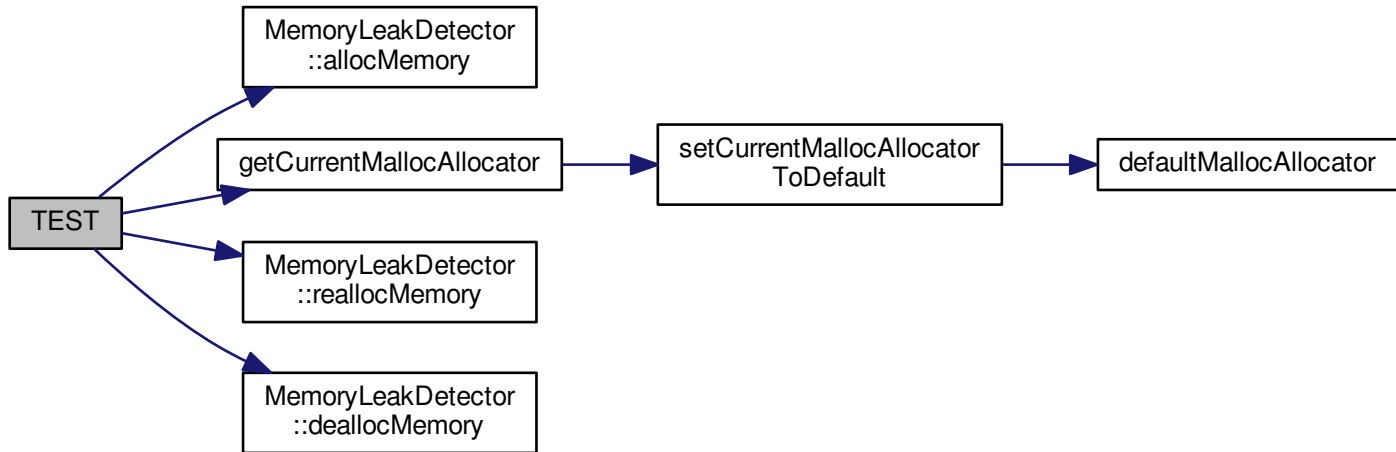 MemoryLeakDetector
::allocMemory
getCurrentMallocAllocator
setCurrentMallocAllocator
ToDefault
defaultMallocAllocator
TEST
MemoryLeakDetector
::reallocMemory
MemoryLeakDetector
::deallocMemory